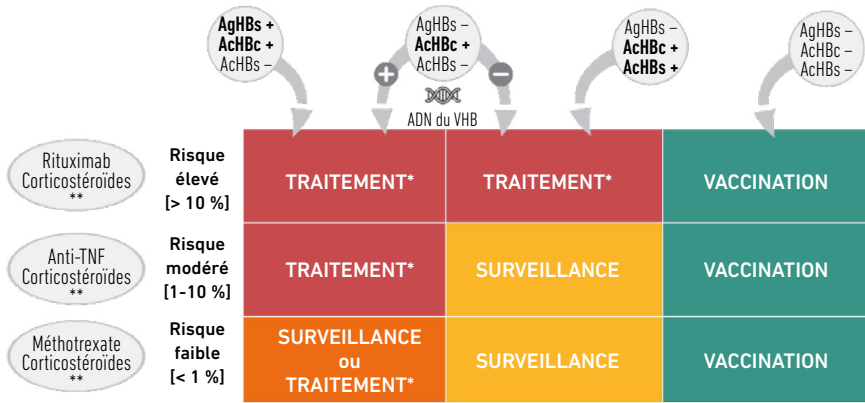 AgHBs +
AcHBc +
AcHBs –
AgHBs –
AcHBc +
AcHBs –
AgHBs –
AcHBc +
AcHBs +
AgHBs –
AcHBc –
AcHBs –
+
–
ADN du VHB
Rituximab
Corticostéroïdes
**
Risque
élevé
[> 10 %]
TRAITEMENT*
TRAITEMENT*
VACCINATION
Anti-TNF
Corticostéroïdes
**
Risque
modéré
[1-10 %]
TRAITEMENT*
SURVEILLANCE
VACCINATION
Méthotrexate
Corticostéroïdes
**
Risque
faible
[< 1 %]
SURVEILLANCE
ou
TRAITEMENT*
SURVEILLANCE
VACCINATION